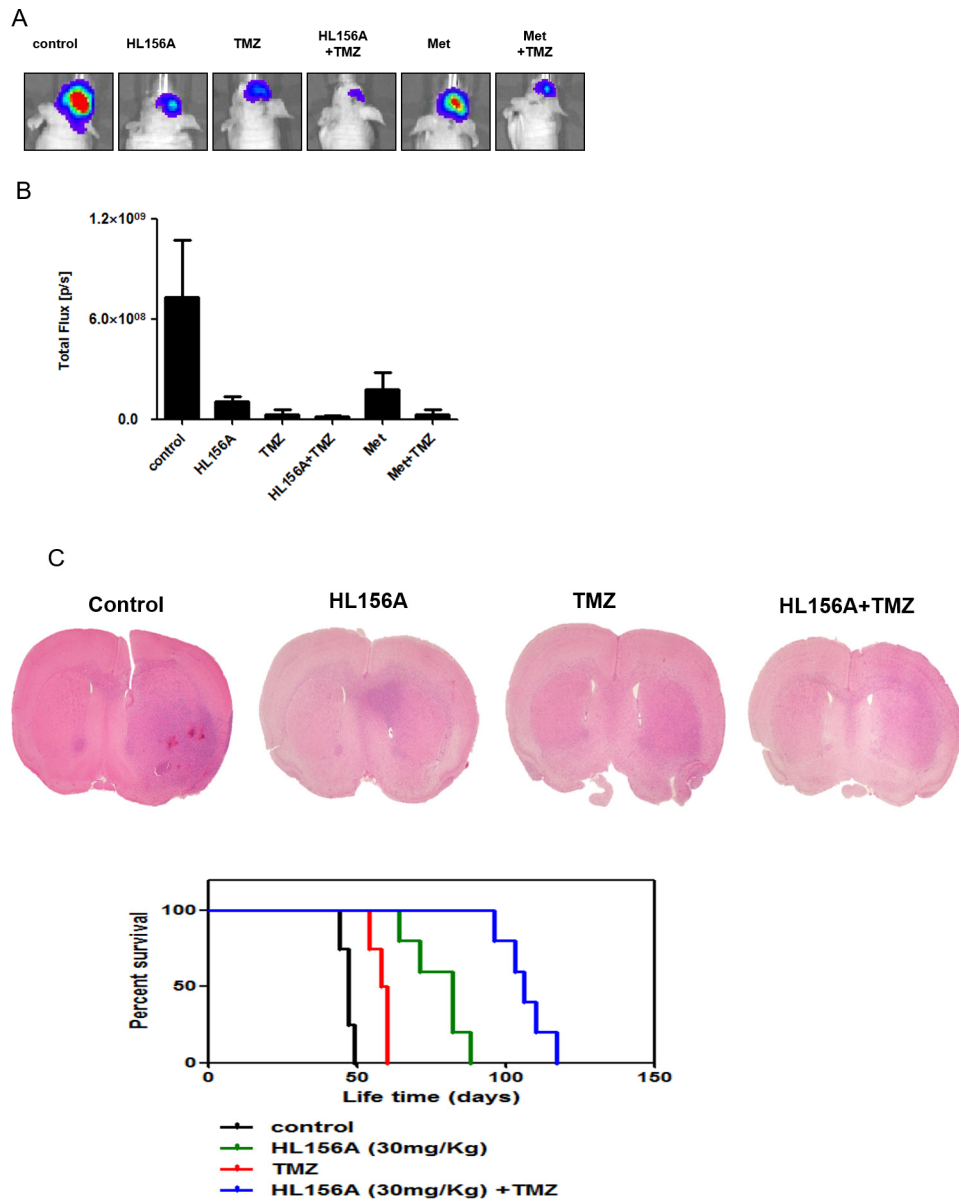 A
control
HL156A
TMZ
HL156A
+TMZ
Met
Met
+TMZ
B
1.2×10⁰⁹
6.0×10⁰⁸
0.0
Total Flux [p/s]
control
HL156A
TMZ
HL156A+TMZ
Met
Met+TMZ
C
Control
HL156A
TMZ
HL156A+TMZ
Percent survival
100
50
0
0
50
100
150
Life time (days)
control
HL156A (30mg/Kg)
TMZ
HL156A (30mg/Kg) +TMZ